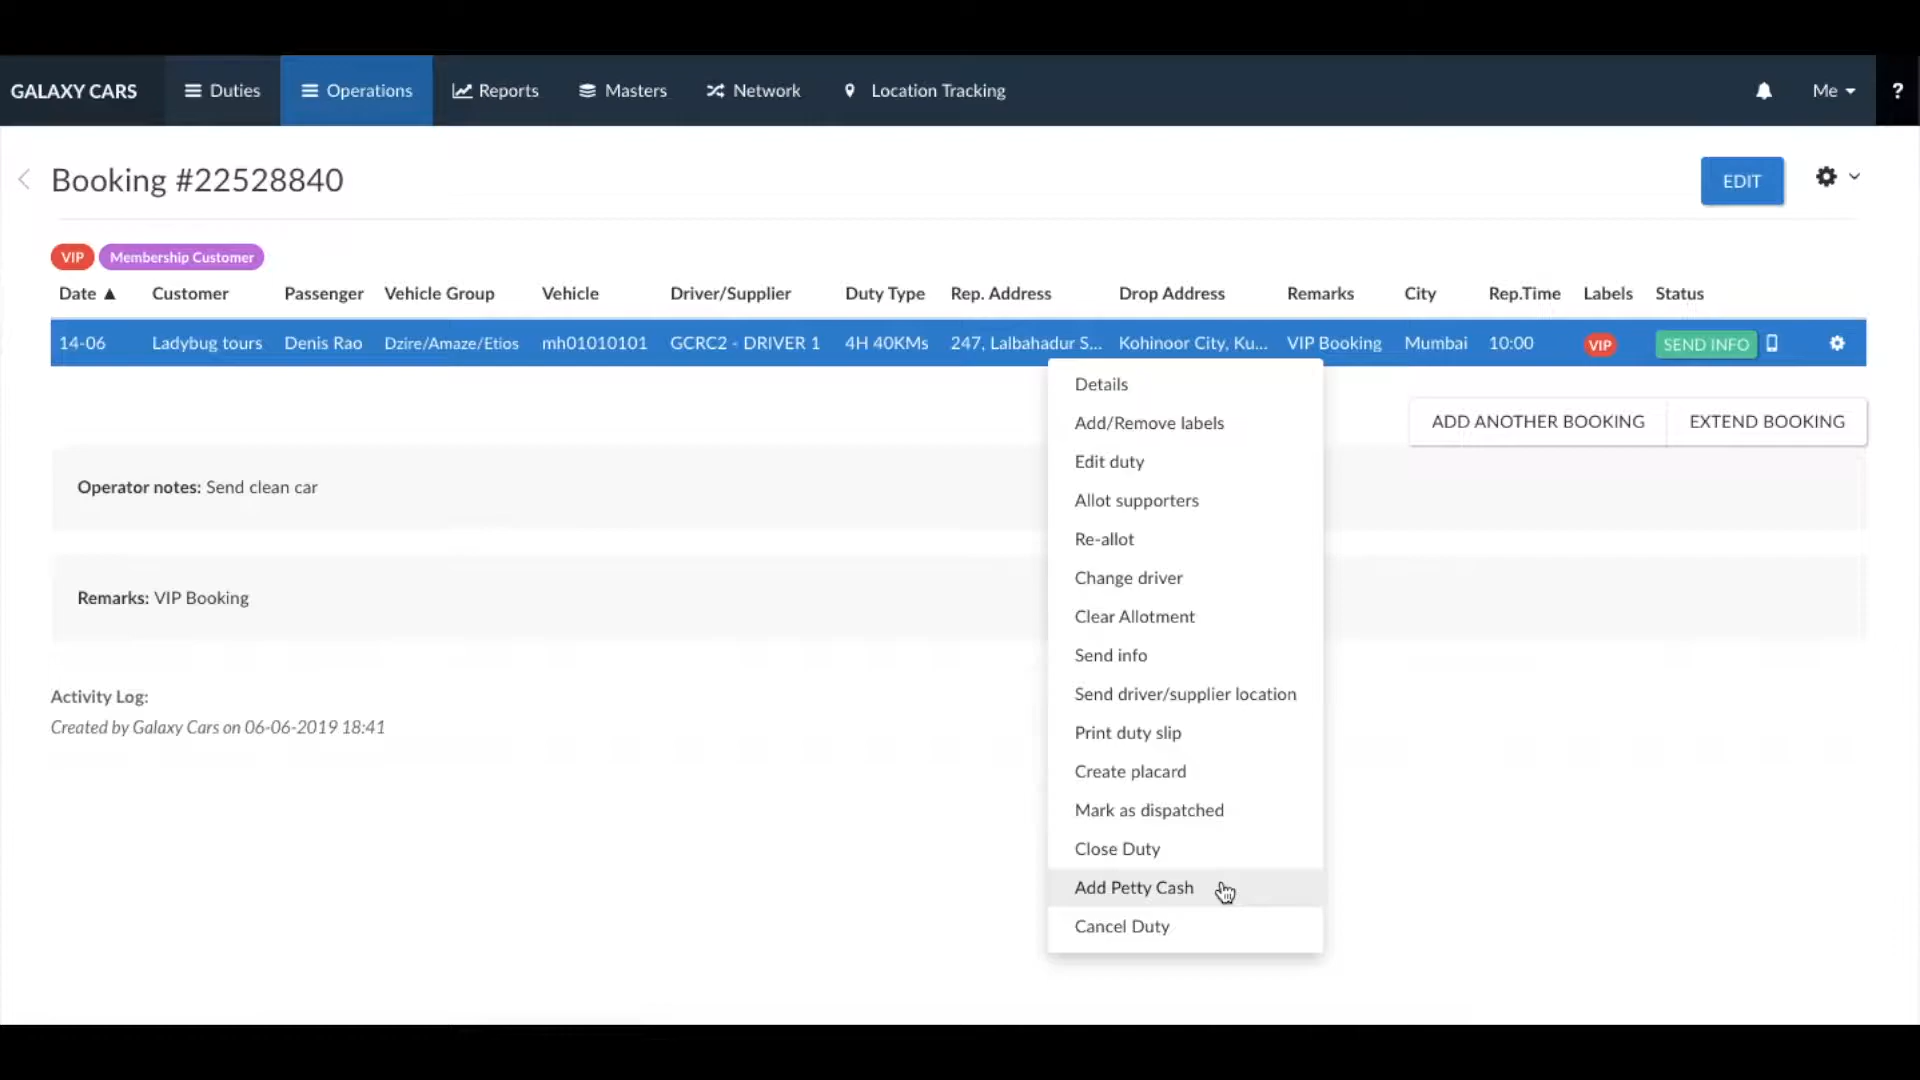 GALAXY CARS Duties Operations Reports Masters Network Location Tracking Me ?
Booking #22528840
EDIT
VIP Membership Customer
Date ▲ Customer Passenger Vehicle Group Vehicle Driver/Supplier Duty Type Rep. Address Drop Address Remarks City Rep.Time Labels Status
14-06 Ladybug tours Denis Rao Dzire/Amaze/Etios mh01010101 GCRC2 - DRIVER 1 4H 40KMs 247, Lalbahadur S... Kohinoor City, Ku... VIP Booking Mumbai 10:00 VIP SEND INFO
Details
Add/Remove labels
Edit duty
Allot supporters
Re-allot
Change driver
Clear Allotment
Send info
Send driver/supplier location
Print duty slip
Create placard
Mark as dispatched
Close Duty
Add Petty Cash
Cancel Duty
ADD ANOTHER BOOKING EXTEND BOOKING
Operator notes: Send clean car
Remarks: VIP Booking
Activity Log:
Created by Galaxy Cars on 06-06-2019 18:41